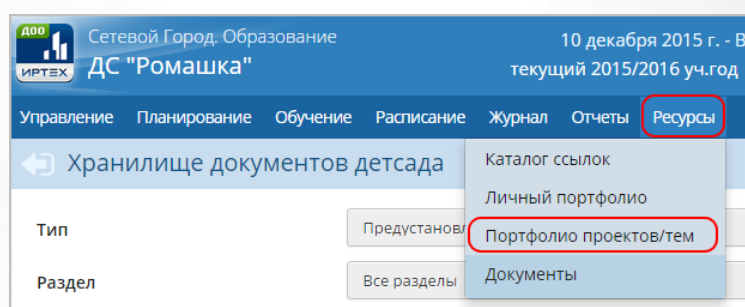 ДОО
ИРТЕХ
Сетевой Город. Образование
ДС "Ромашка"
10 декабря 2015 г. - В
текущий 2015/2016 уч.год
Управление Планирование Обучение Расписание Журнал Отчеты Ресурсы
Хранилище документов детсада
Каталог ссылок
Личный портфолио
Портфолио проектов/тем
Документы
Тип
Предустановл
Раздел
Все разделы